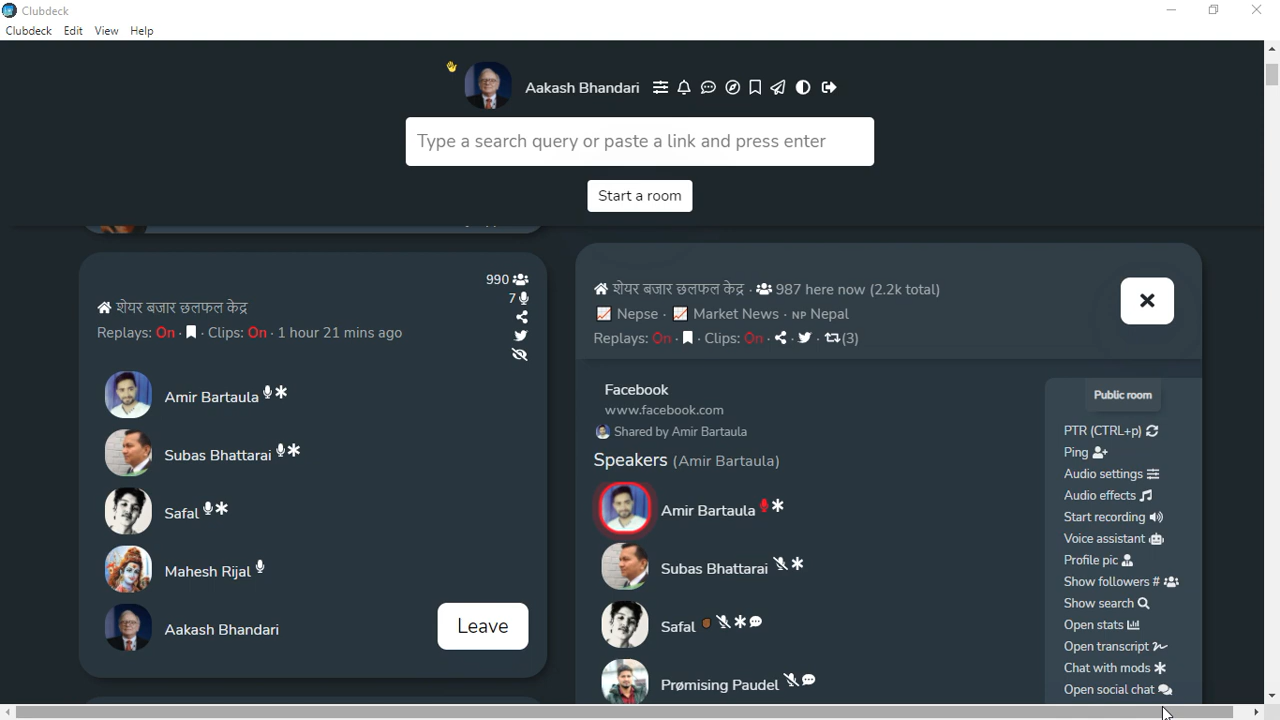 Clubdeck
Clubdeck Edit View Help
Aakash Bhandari
Type a search query or paste a link and press enter
Start a room
शेयर बजार छलफल केद्र
Replays: On · Clips: On · 1 hour 21 mins ago
990
7
Amir Bartaula
Subas Bhattarai
Safal
Mahesh Rijal
Aakash Bhandari
Leave
शेयर बजार छलफल केद्र · 987 here now (2.2k total)
Nepse · Market News · NP Nepal
Replays: On · Clips: On · (3)
Facebook
www.facebook.com
Shared by Amir Bartaula
Speakers (Amir Bartaula)
Amir Bartaula
Subas Bhattarai
Safal
Prømising Paudel
Public room
PTR (CTRL+p)
Ping
Audio settings
Audio effects
Start recording
Voice assistant
Profile pic
Show followers #
Show search
Open stats
Open transcript
Chat with mods
Open social chat